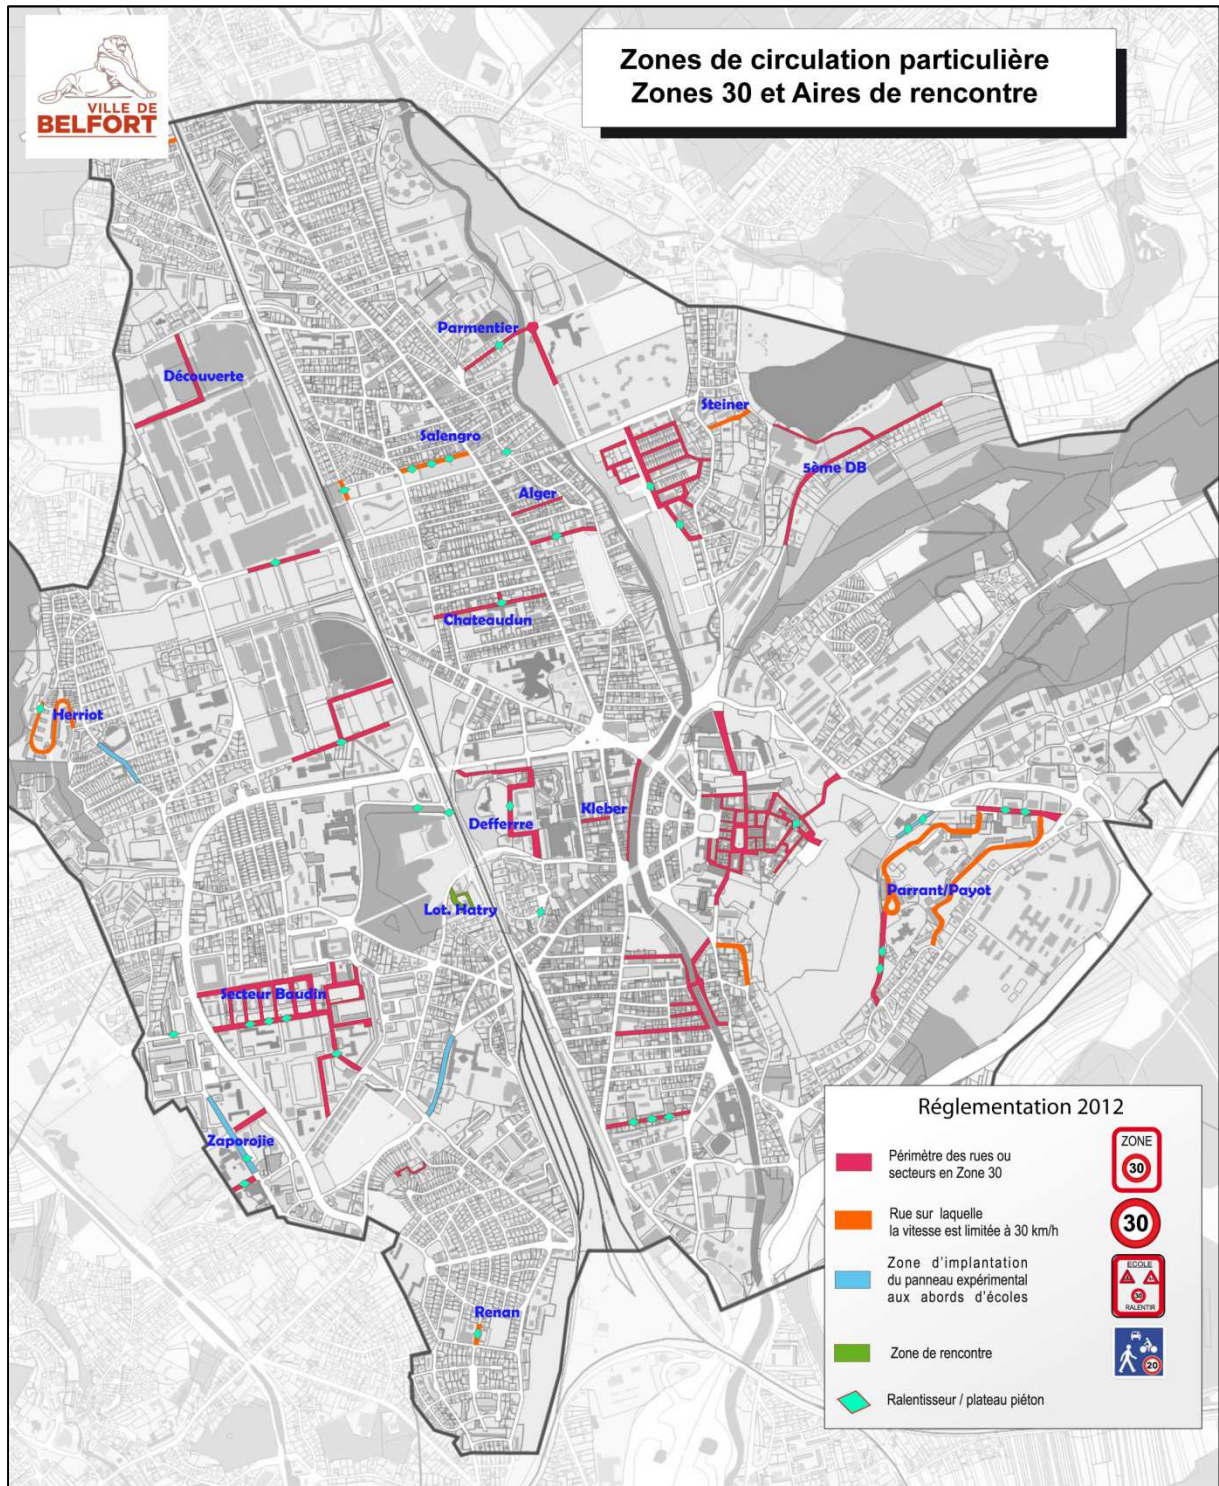 VILLE DE
BELFORT
Zones de circulation particulière
Zones 30 et Aires de rencontre
Parmentier
Découverte
Steiner
Salengro
5ème DB
Alger
Chateaudun
Herriot
Kleber
Defferrre
Parrant/Payot
Lot. Hatry
Secteur Baudin
Zaporojie
Renan
Réglementation 2012
Périmètre des rues ou
secteurs en Zone 30
ZONE
30
Rue sur laquelle
la vitesse est limitée à 30 km/h
30
Zone d'implantation
du panneau expérimental
aux abords d'écoles
ECOLE
30
RALENTIR
Zone de rencontre
20
Ralentisseur / plateau piéton